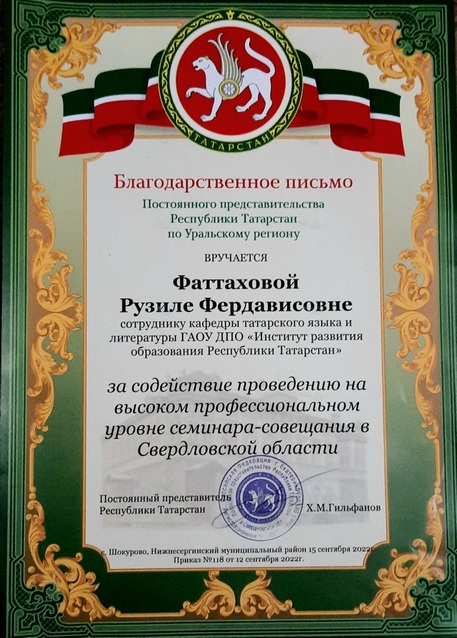 ТАТАРСТАН
Благодарственное письмо
Постоянного представительства
Республики Татарстан
по Уральскому региону
ВРУЧАЕТСЯ
Фаттаховой
Рузиле Фердависовне
сотруднику кафедры татарского языка и
литературы ГАОУ ДПО «Институт развития
образования Республики Татарстан»
за содействие проведению на
высоком профессиональном
уровне семинара-совещания в
Свердловской области
Постоянный представитель
Республики Татарстан
Х.М.Гильфанов
с. Шокурово, Нижнесергинский муниципальный район 15 сентября 2022г.
Приказ №118 от 12 сентября 2022г.